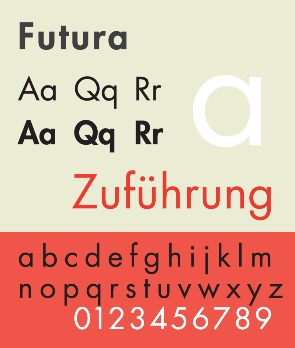 Futura
Aa Qq Rr
Aa Qq Rr
a
Zuführung
abcdefghijklm
nopqrstuvwxyz
0123456789